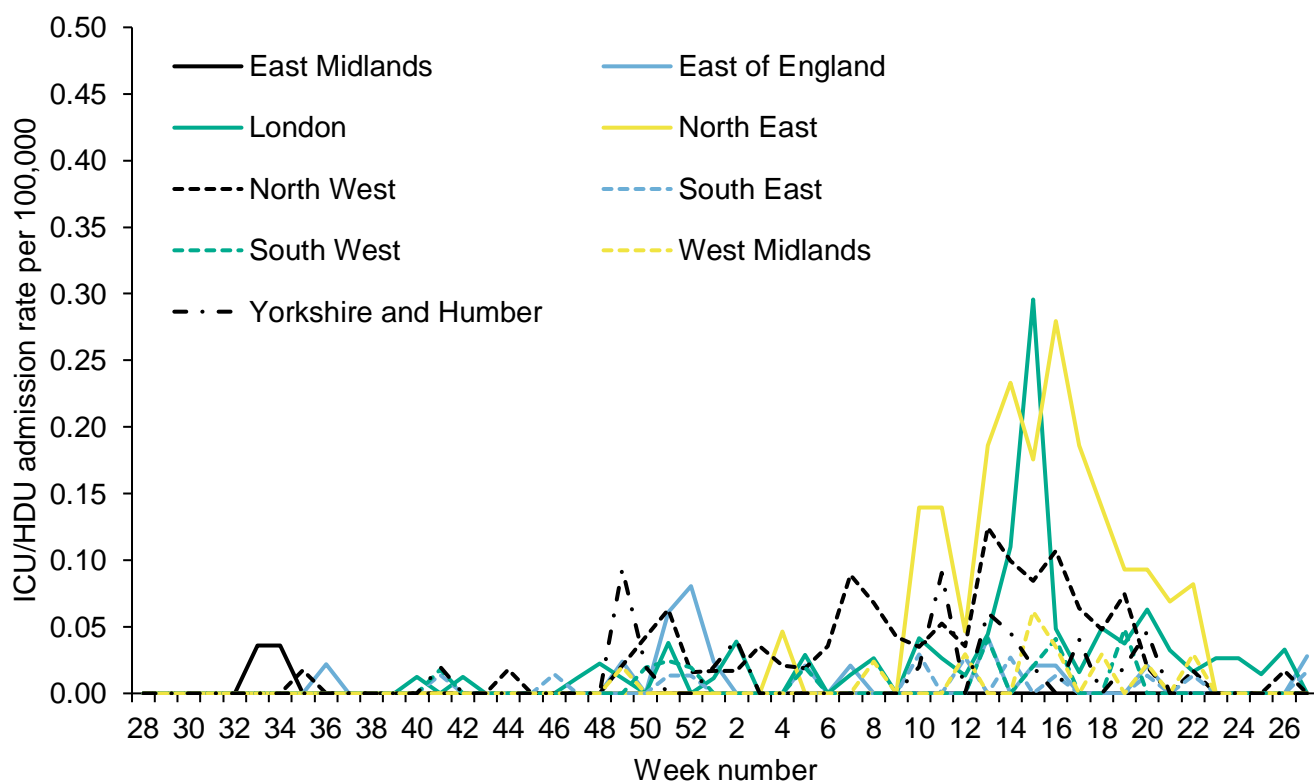 ICU/HDU admission rate per 100,000
0.50
0.45
0.40
0.35
0.30
0.25
0.20
0.15
0.10
0.05
0.00
East Midlands
East of England
London
North East
North West
South East
South West
West Midlands
Yorkshire and Humber
28 30 32 34 36 38 40 42 44 46 48 50 52 2 4 6 8 10 12 14 16 18 20 22 24 26
Week number